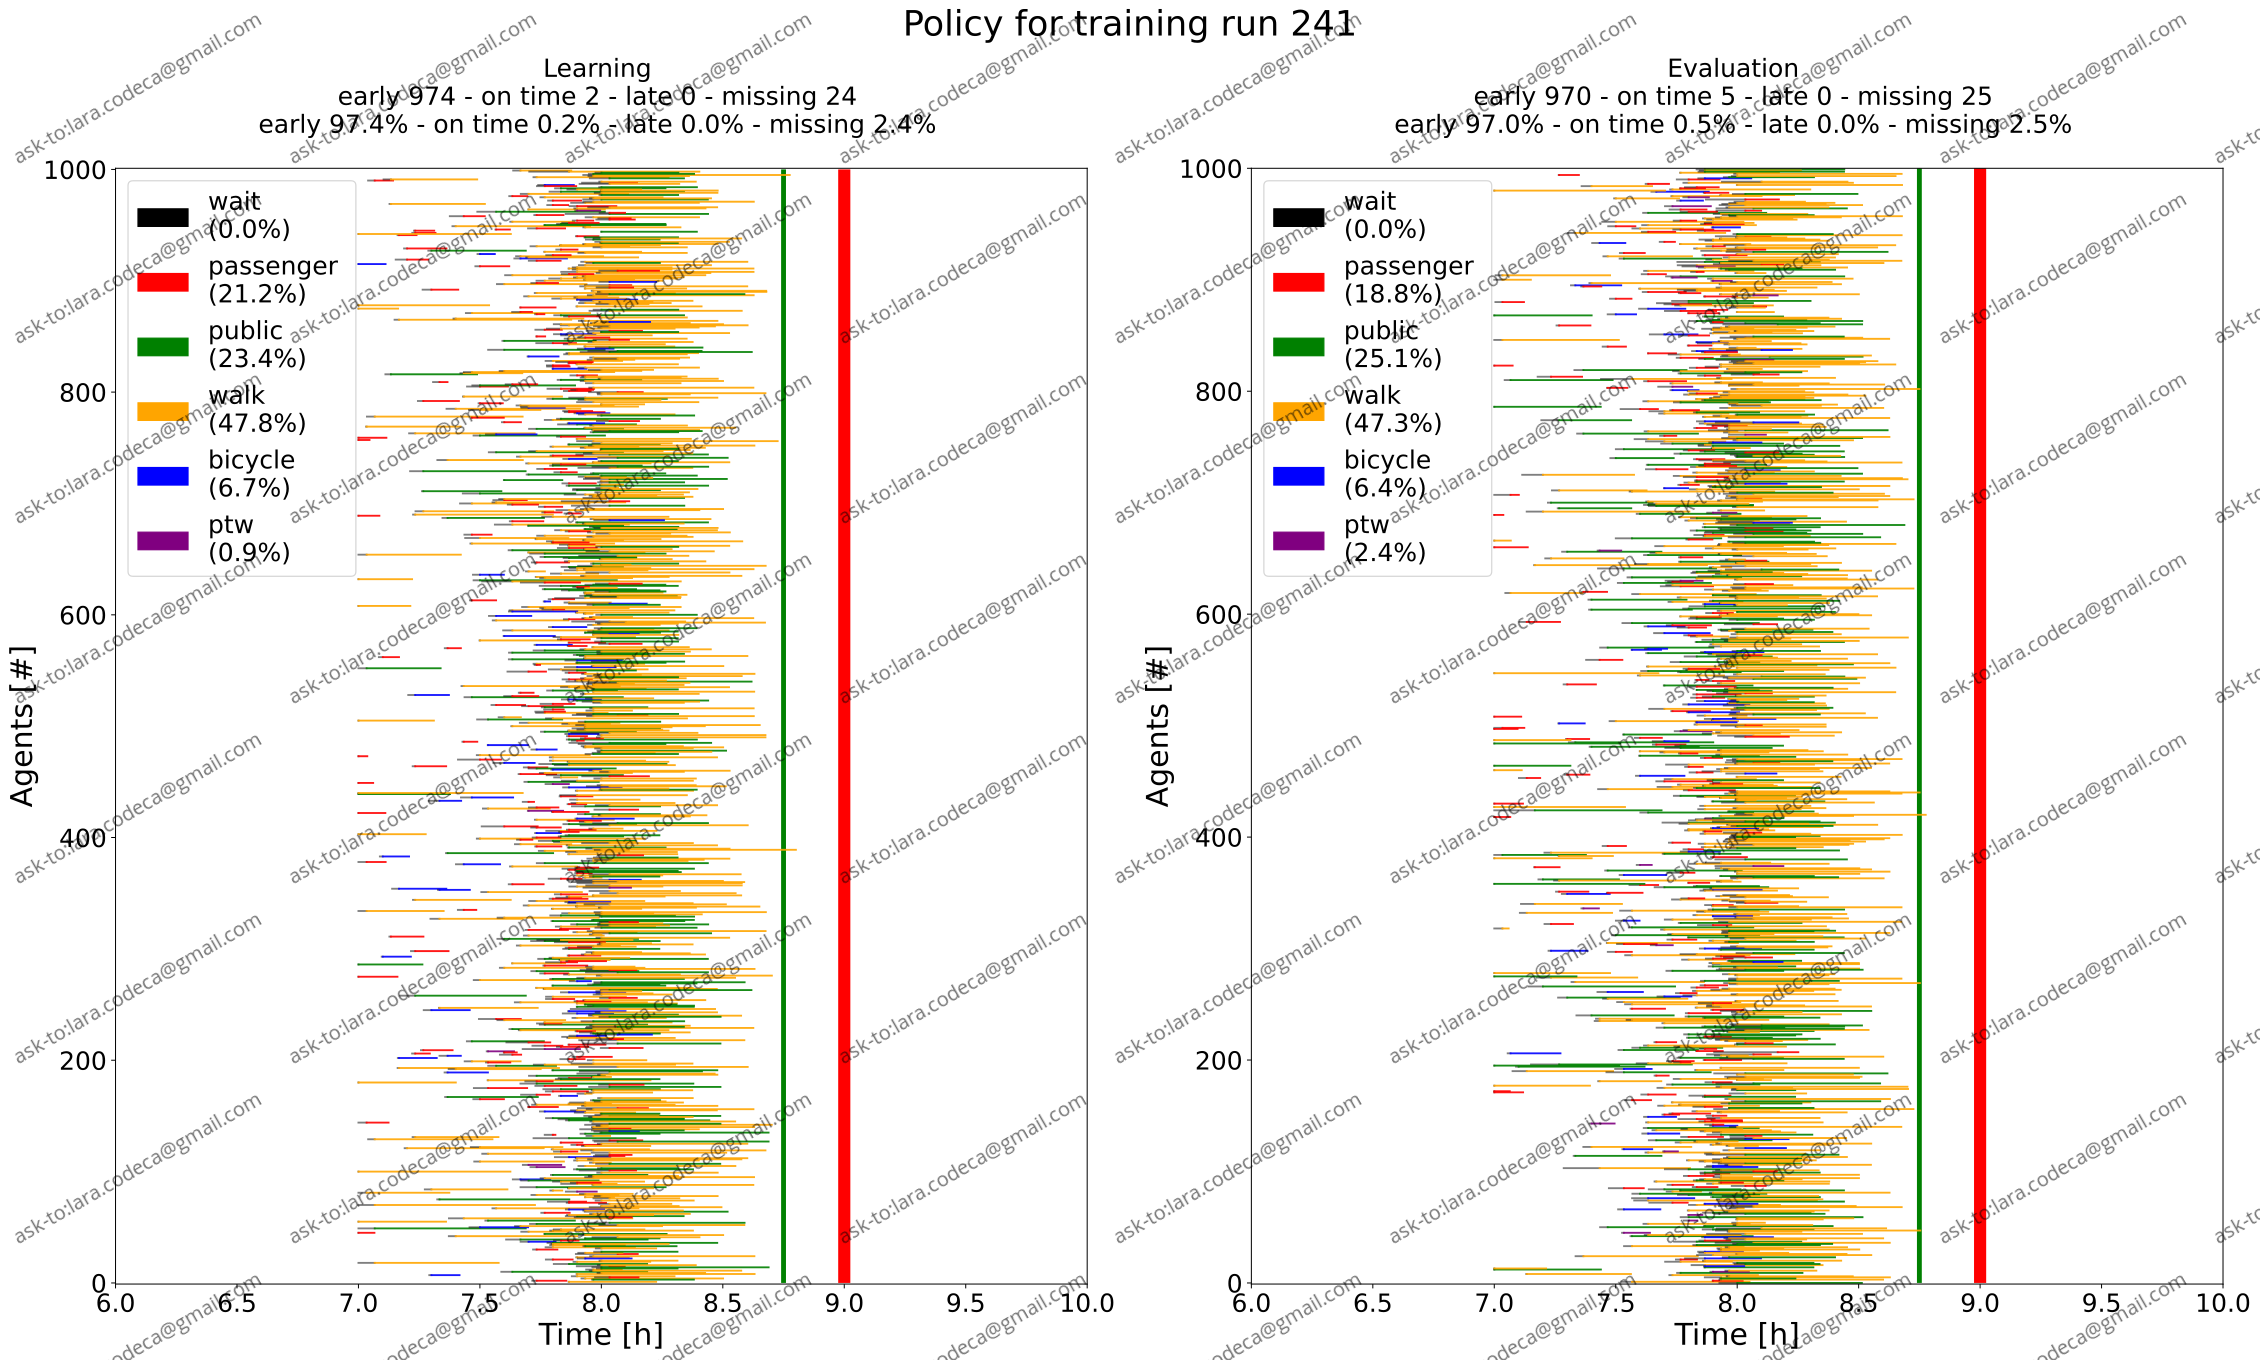 Policy for training run 241
Learning
early 974 - on time 2 - late 0 - missing 24
early 97.4% - on time 0.2% - late 0.0% - missing 2.4%
1000
800
600
400
200
0
Agents [#]
wait
(0.0%)
passenger
(21.2%)
public
(23.4%)
walk
(47.8%)
bicycle
(6.7%)
ptw
(0.9%)
6.0 6.5 7.0 7.5 8.0 8.5 9.0 9.5 10.0
Time [h]
Evaluation
early 970 - on time 5 - late 0 - missing 25
early 97.0% - on time 0.5% - late 0.0% - missing 2.5%
1000
800
600
400
200
0
Agents [#]
wait
(0.0%)
passenger
(18.8%)
public
(25.1%)
walk
(47.3%)
bicycle
(6.4%)
ptw
(2.4%)
6.0 6.5 7.0 7.5 8.0 8.5 9.0 9.5 10.0
Time [h]
ask-to:lara.codeca@gmail.com